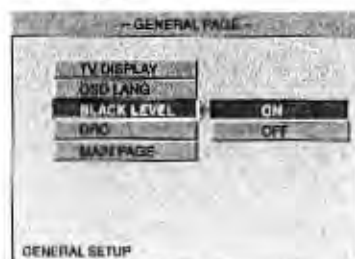 -- GENERAL PAGE --
TV DISPLAY
OSD LANG
BLACK LEVEL ON
DRC OFF
MAIN PAGE
GENERAL SETUP